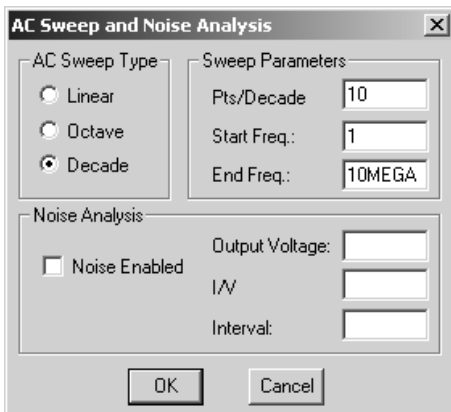 AC Sweep and Noise Analysis
AC Sweep Type
Linear
Octave
Decade
Sweep Parameters
Pts/Decade 10
Start Freq.: 1
End Freq.: 10MEGA
Noise Analysis
Noise Enabled
Output Voltage:
I/V
Interval:
OK Cancel